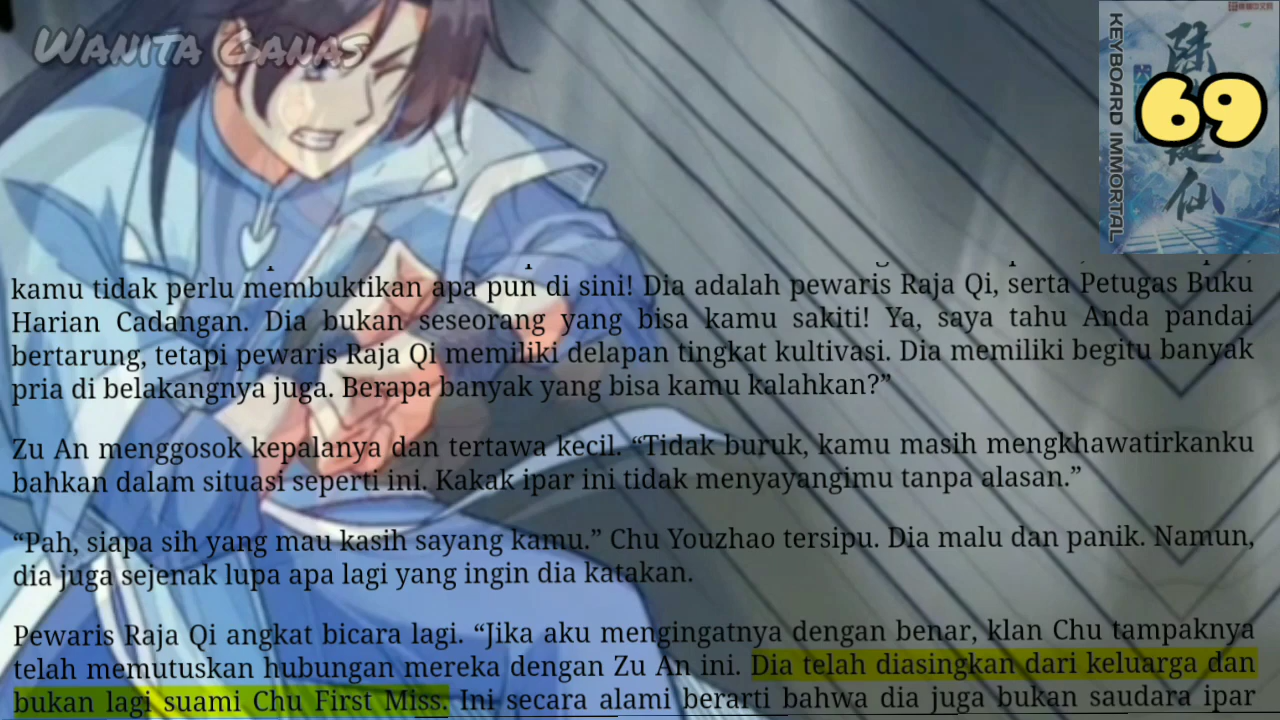 Wanita Ganas
KEYBOARD IMMORTAL
69
仙
kamu tidak perlu membuktikan apa pun di sini! Dia adalah pewaris Raja Qi, serta Petugas Buku
Harian Cadangan. Dia bukan seseorang yang bisa kamu sakiti! Ya, saya tahu Anda pandai
bertarung, tetapi pewaris Raja Qi memiliki delapan tingkat kultivasi. Dia memiliki begitu banyak
pria di belakangnya juga. Berapa banyak yang bisa kamu kalahkan?”
Zu An menggosok kepalanya dan tertawa kecil. “Tidak buruk, kamu masih mengkhawatirkanku
bahkan dalam situasi seperti ini. Kakak ipar ini tidak menyayangimu tanpa alasan.”
“Pah, siapa sih yang mau kasih sayang kamu.” Chu Youzhao tersipu. Dia malu dan panik. Namun,
dia juga sejenak lupa apa lagi yang ingin dia katakan.
Pewaris Raja Qi angkat bicara lagi. “Jika aku mengingatnya dengan benar, klan Chu tampaknya
telah memutuskan hubungan mereka dengan Zu An ini. Dia telah diasingkan dari keluarga dan
bukan lagi suami Chu First Miss. Ini secara alami berarti bahwa dia juga bukan saudara ipar